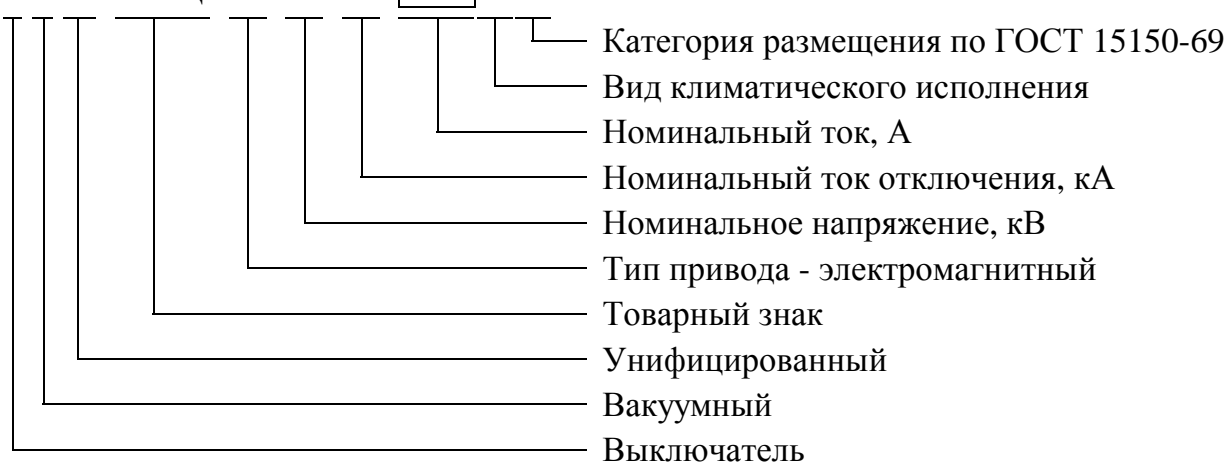 Категория размещения по ГОСТ 15150-69
Вид климатического исполнения
Номинальный ток, А
Номинальный ток отключения, кА
Номинальное напряжение, кВ
Тип привода - электромагнитный
Товарный знак
Унифицированный
Вакуумный
Выключатель